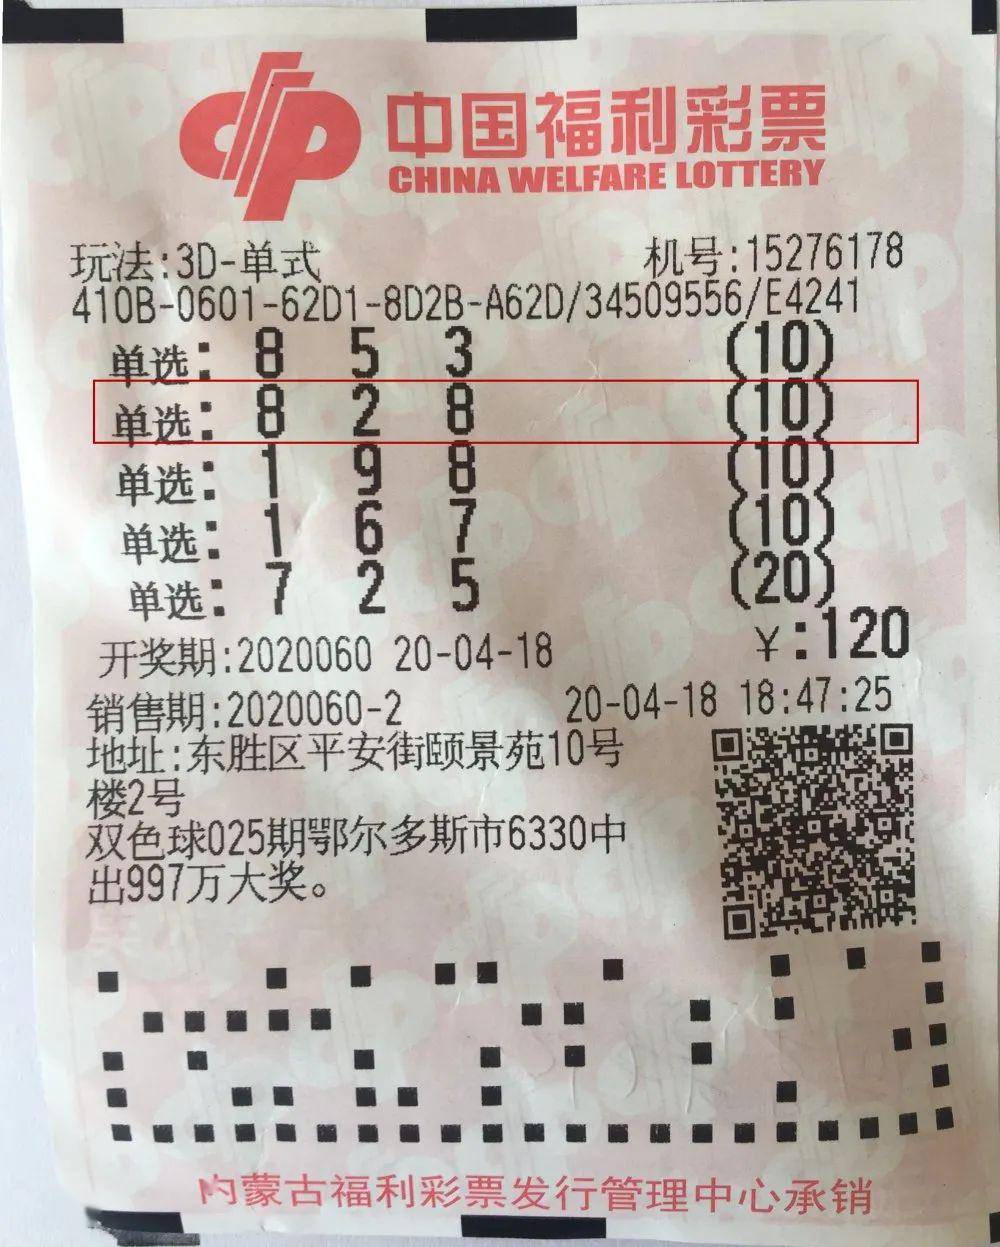 中国福利彩票
CHINA WELFARE LOTTERY
玩法:3D-单式 机号:15276178
410B-0601-62D1-8D2B-A62D/34509556/E4241
单选: 8 5 3 (10)
单选: 8 2 8 (10)
单选: 1 9 8 (10)
单选: 1 6 7 (10)
单选: 7 2 5 (20)
开奖期:2020060 20-04-18 ¥:120
销售期:2020060-2 20-04-18 18:47:25
地址:东胜区平安街颐景苑10号
楼2号
双色球025期鄂尔多斯市6330中
出997万大奖。
内蒙古福利彩票发行管理中心承销